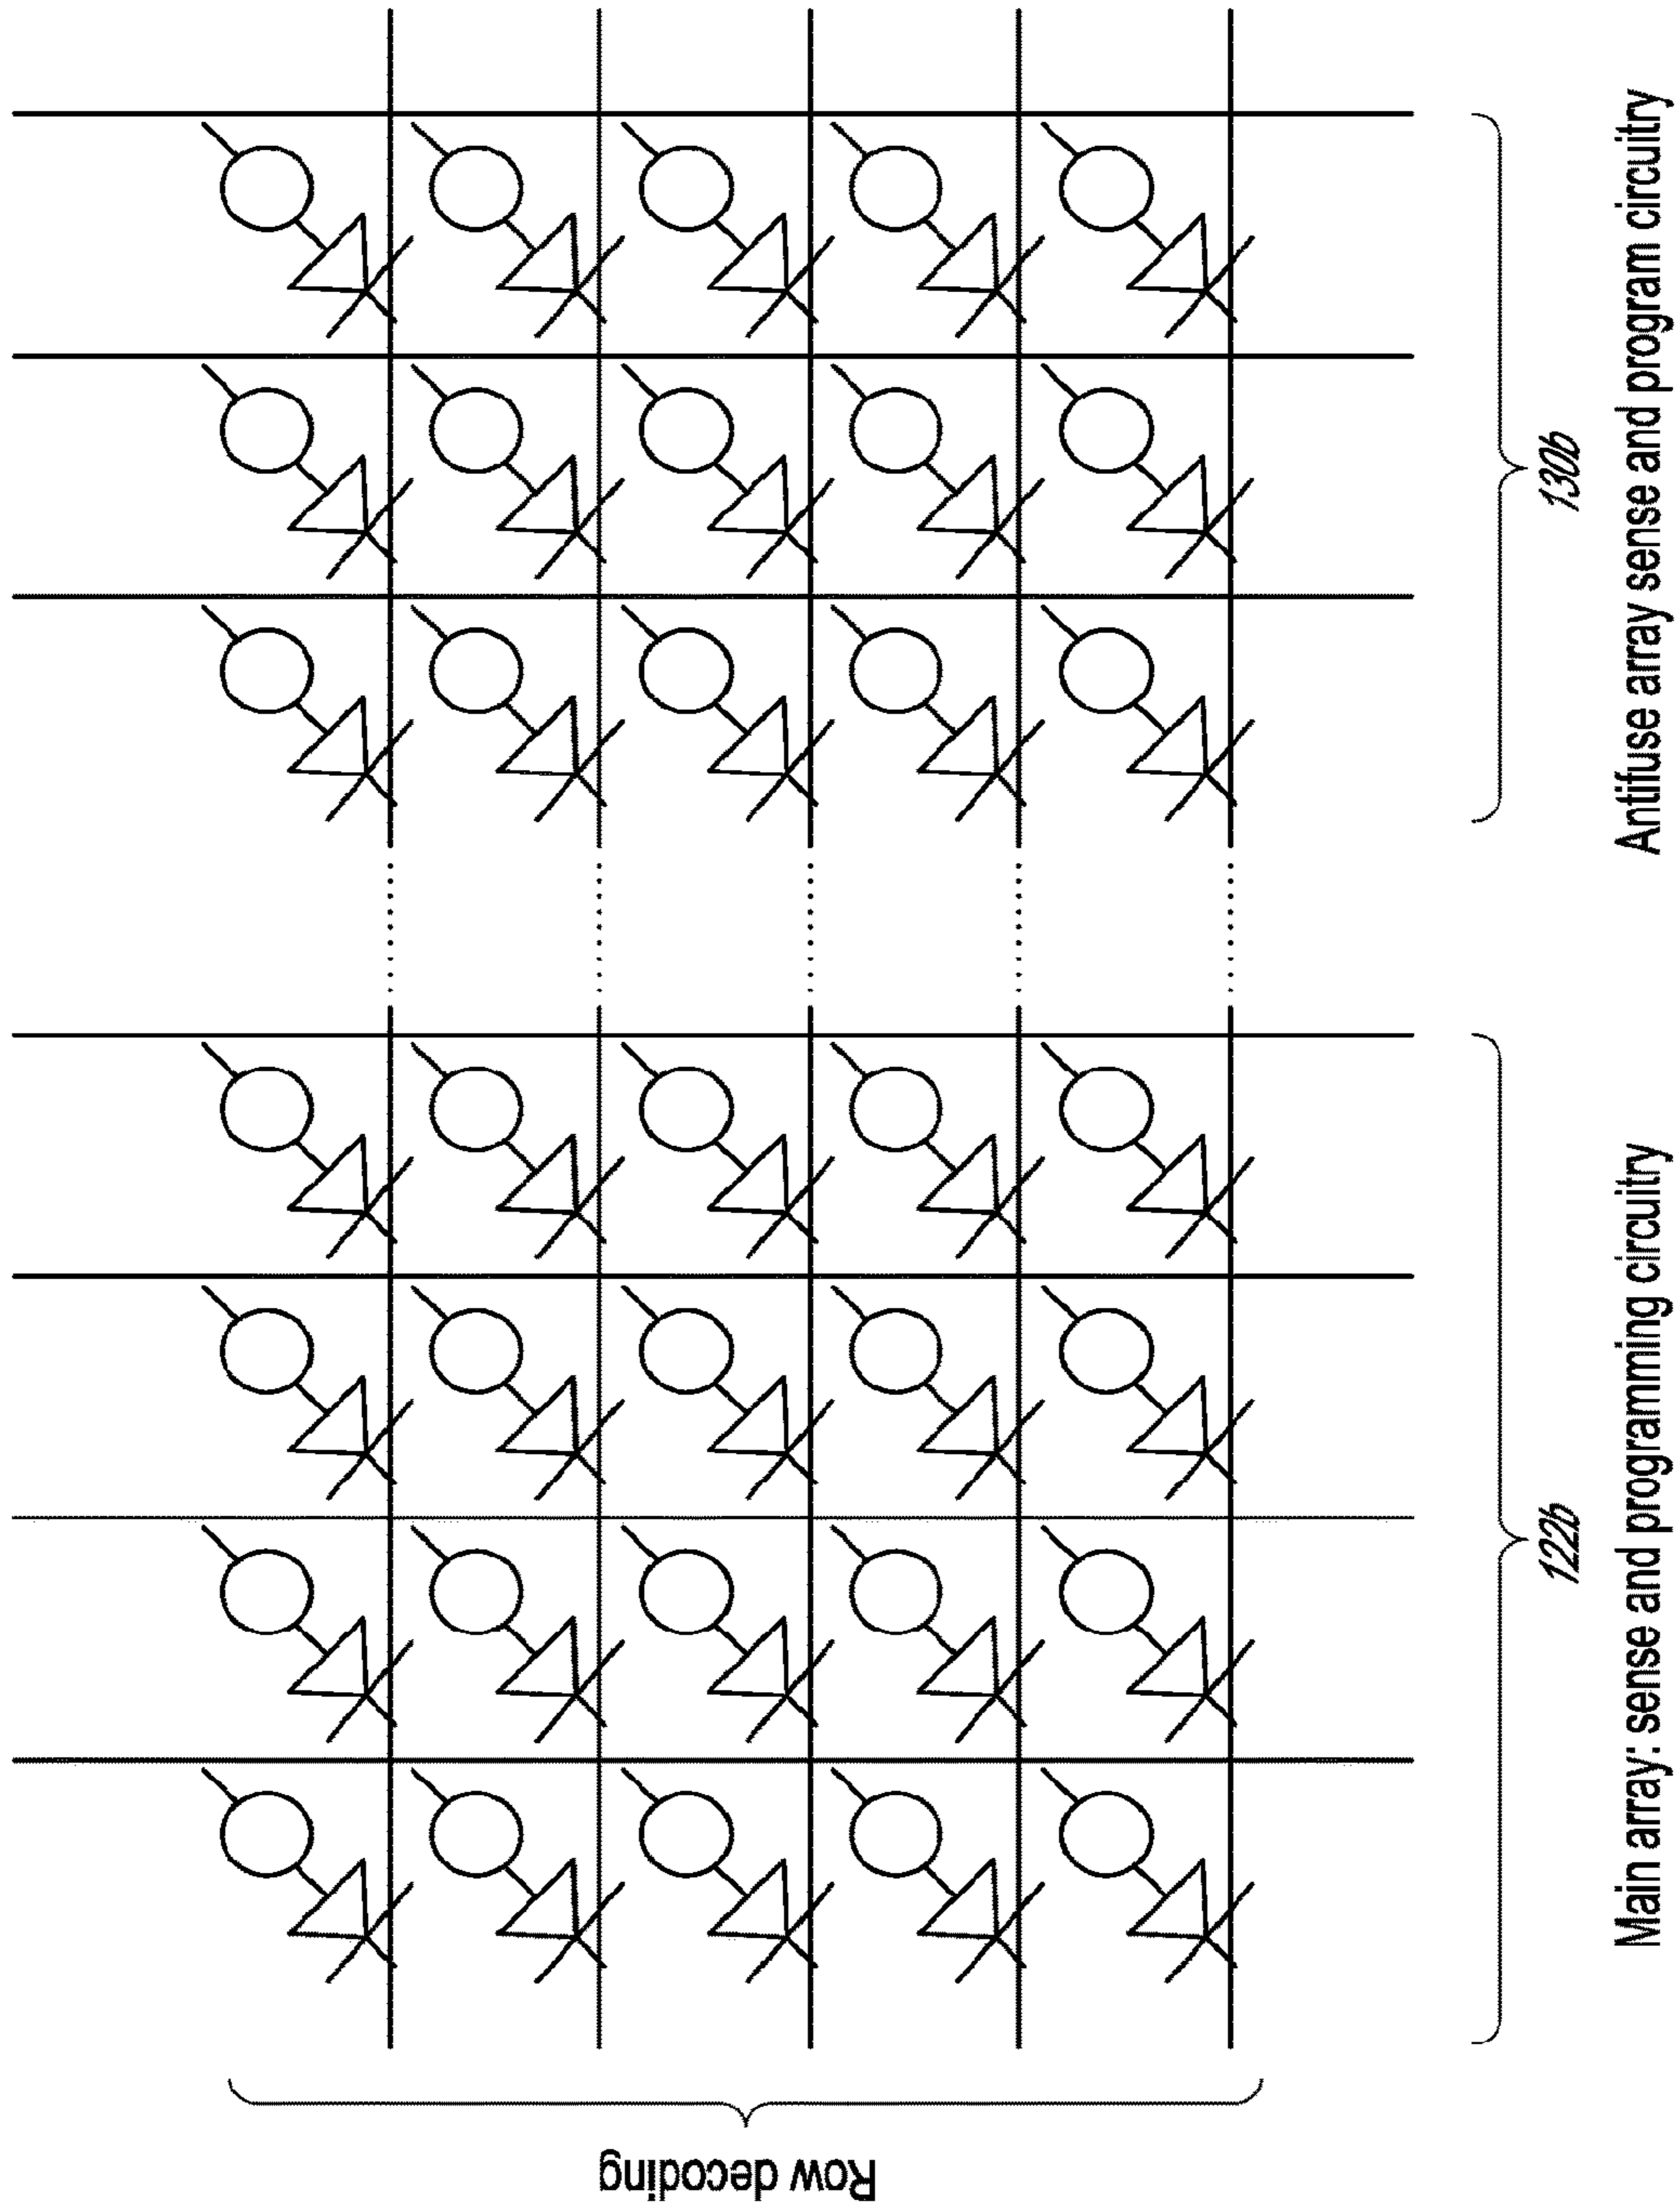 Row decoding
122b
Main array: sense and programming circuitry
130b
Antifuse array sense and program circuitry